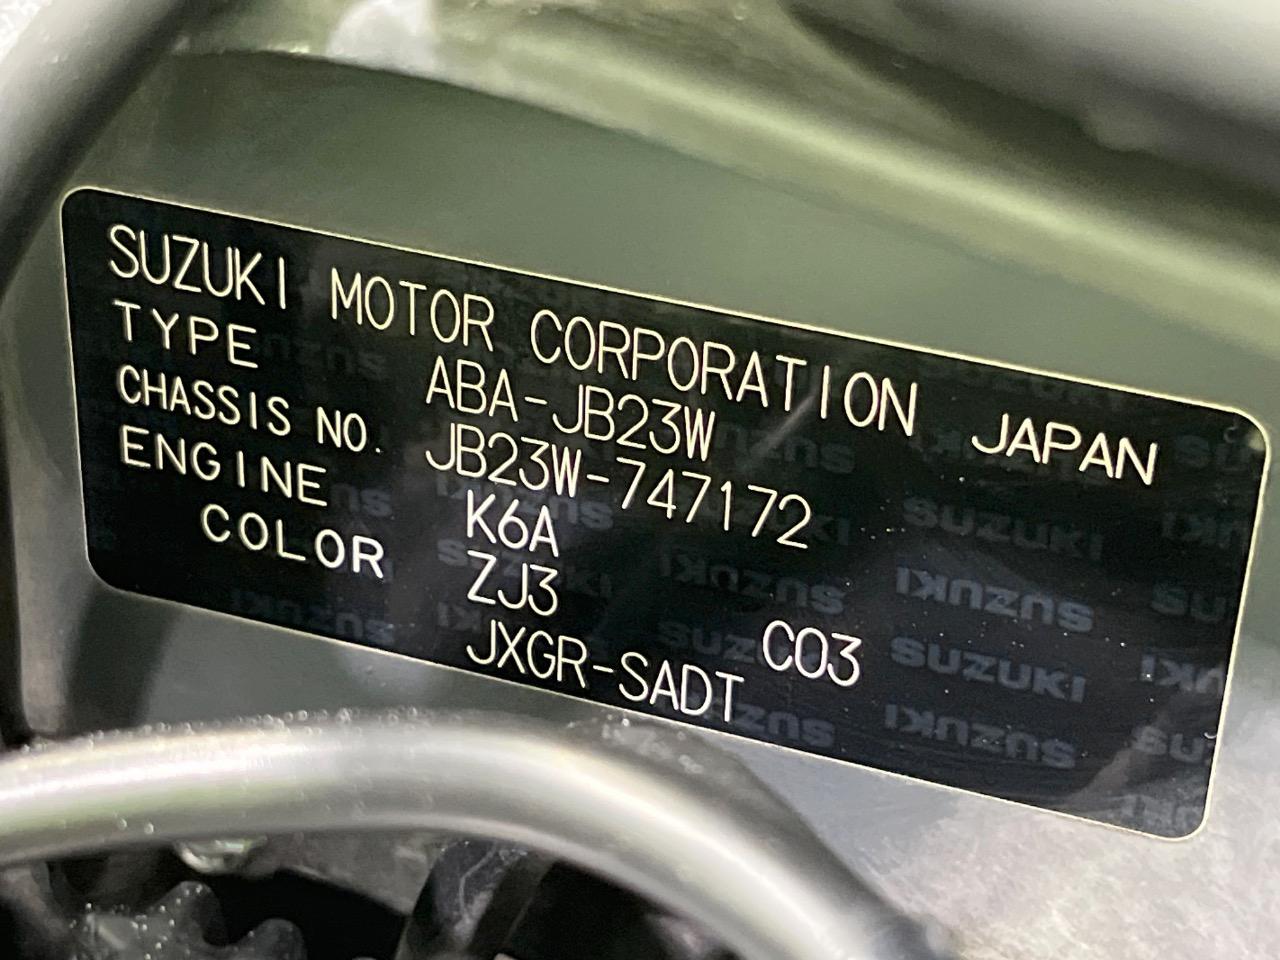 SUZUKI MOTOR CORPORATION JAPAN
TYPE ABA-JB23W
CHASSIS NO. JB23W-747172
ENGINE K6A
COLOR ZJ3 C03
JXGR-SADT